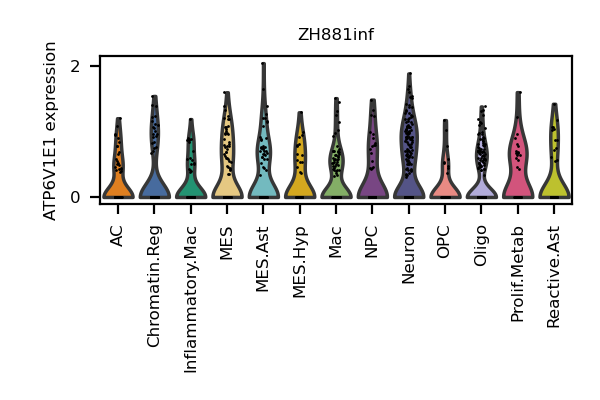 ZH881inf
ATP6V1E1 expression
2
0
AC
Chromatin.Reg
Inflammatory.Mac
MES
MES.Ast
MES.Hyp
Mac
NPC
Neuron
OPC
Oligo
Prolif.Metab
Reactive.Ast